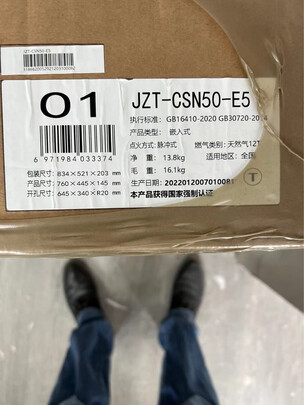 JZT-CSN50-E5
01
6 971984 033374
JZT-CSN50-E5
执行标准: GB16410-2020 GB30720-20
产品类型: 嵌入式
点火方式: 脉冲式 燃气类别: 天然气12T
净 重: 13.8kg 适用地区: 全国
毛 重: 16.1kg
包装尺寸: 834×521×203 mm
产品尺寸: 760×445×145 mm
开孔尺寸: 645×340×R20 mm
生产日期: 2022012007010081
本产品获得国家强制认证
T